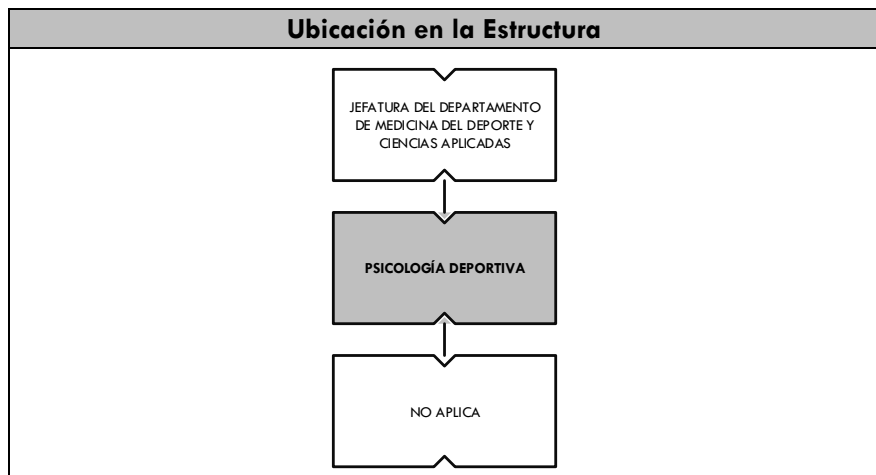 Ubicación en la Estructura
JEFATURA DEL DEPARTAMENTO
DE MEDICINA DEL DEPORTE Y
CIENCIAS APLICADAS
PSICOLOGÍA DEPORTIVA
NO APLICA